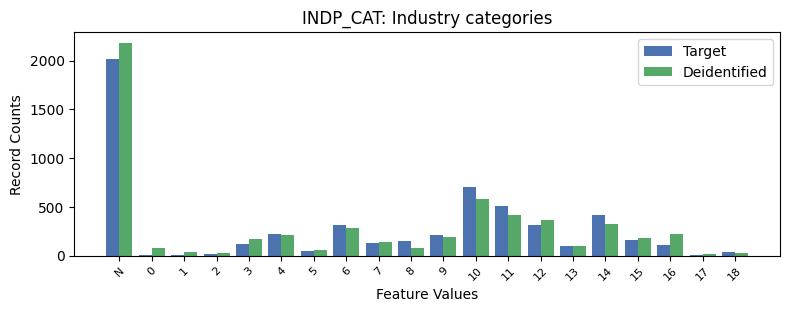 INDP_CAT: Industry categories
Target
Deidentified
Record Counts
2000
1500
1000
500
0
N 0 1 2 3 4 5 6 7 8 9 10 11 12 13 14 15 16 17 18
Feature Values